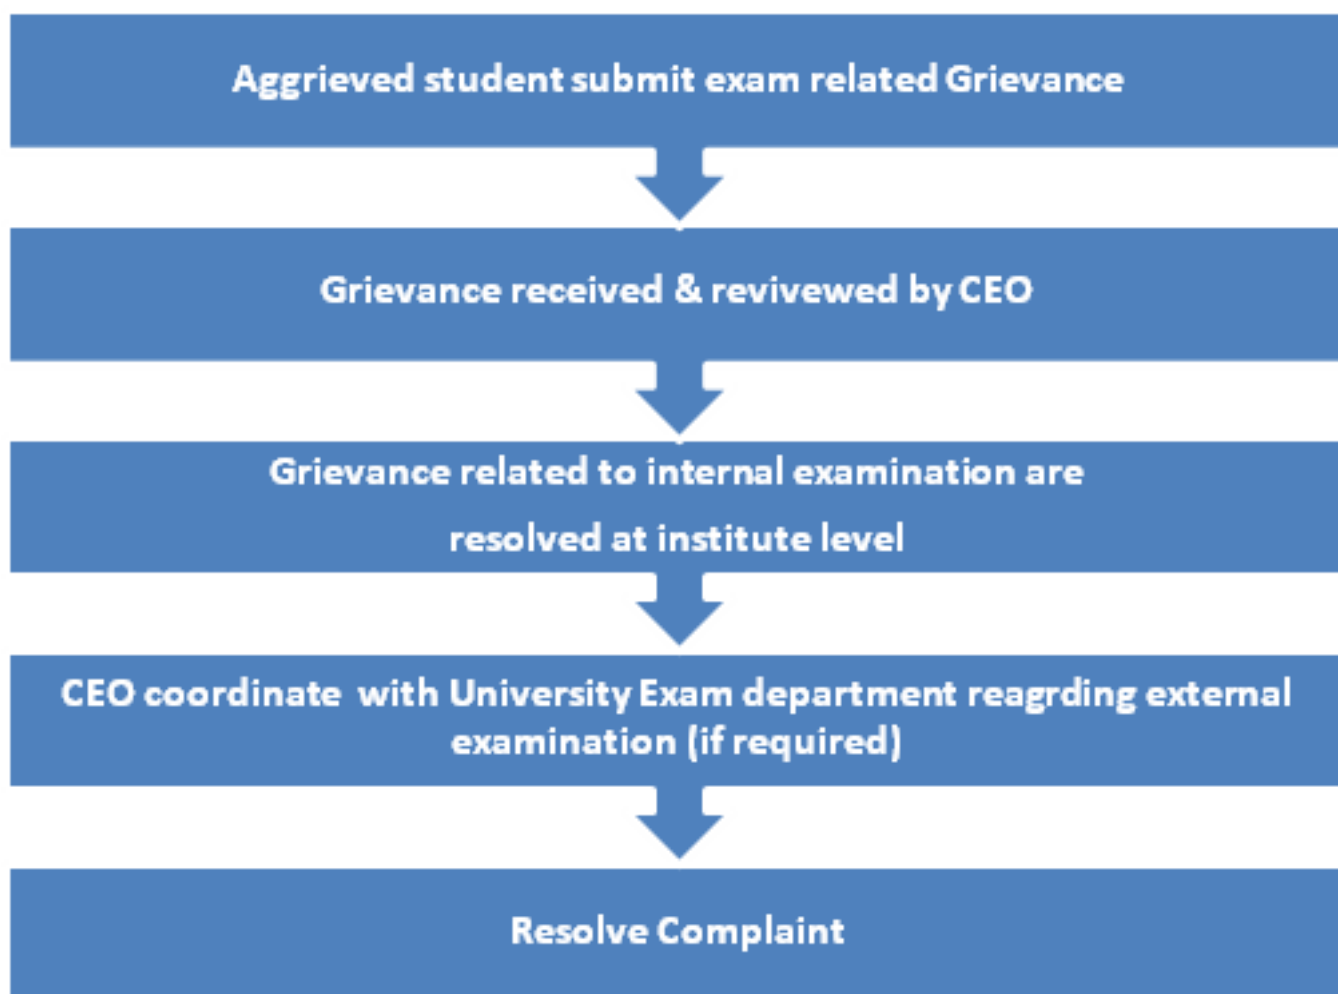 Aggrieved student submit exam related Grievance
Grievance received & revivewed by CEO
Grievance related to internal examination are
resolved at institute level
CEO coordinate with University Exam department reagrding external
examination (if required)
Resolve Complaint